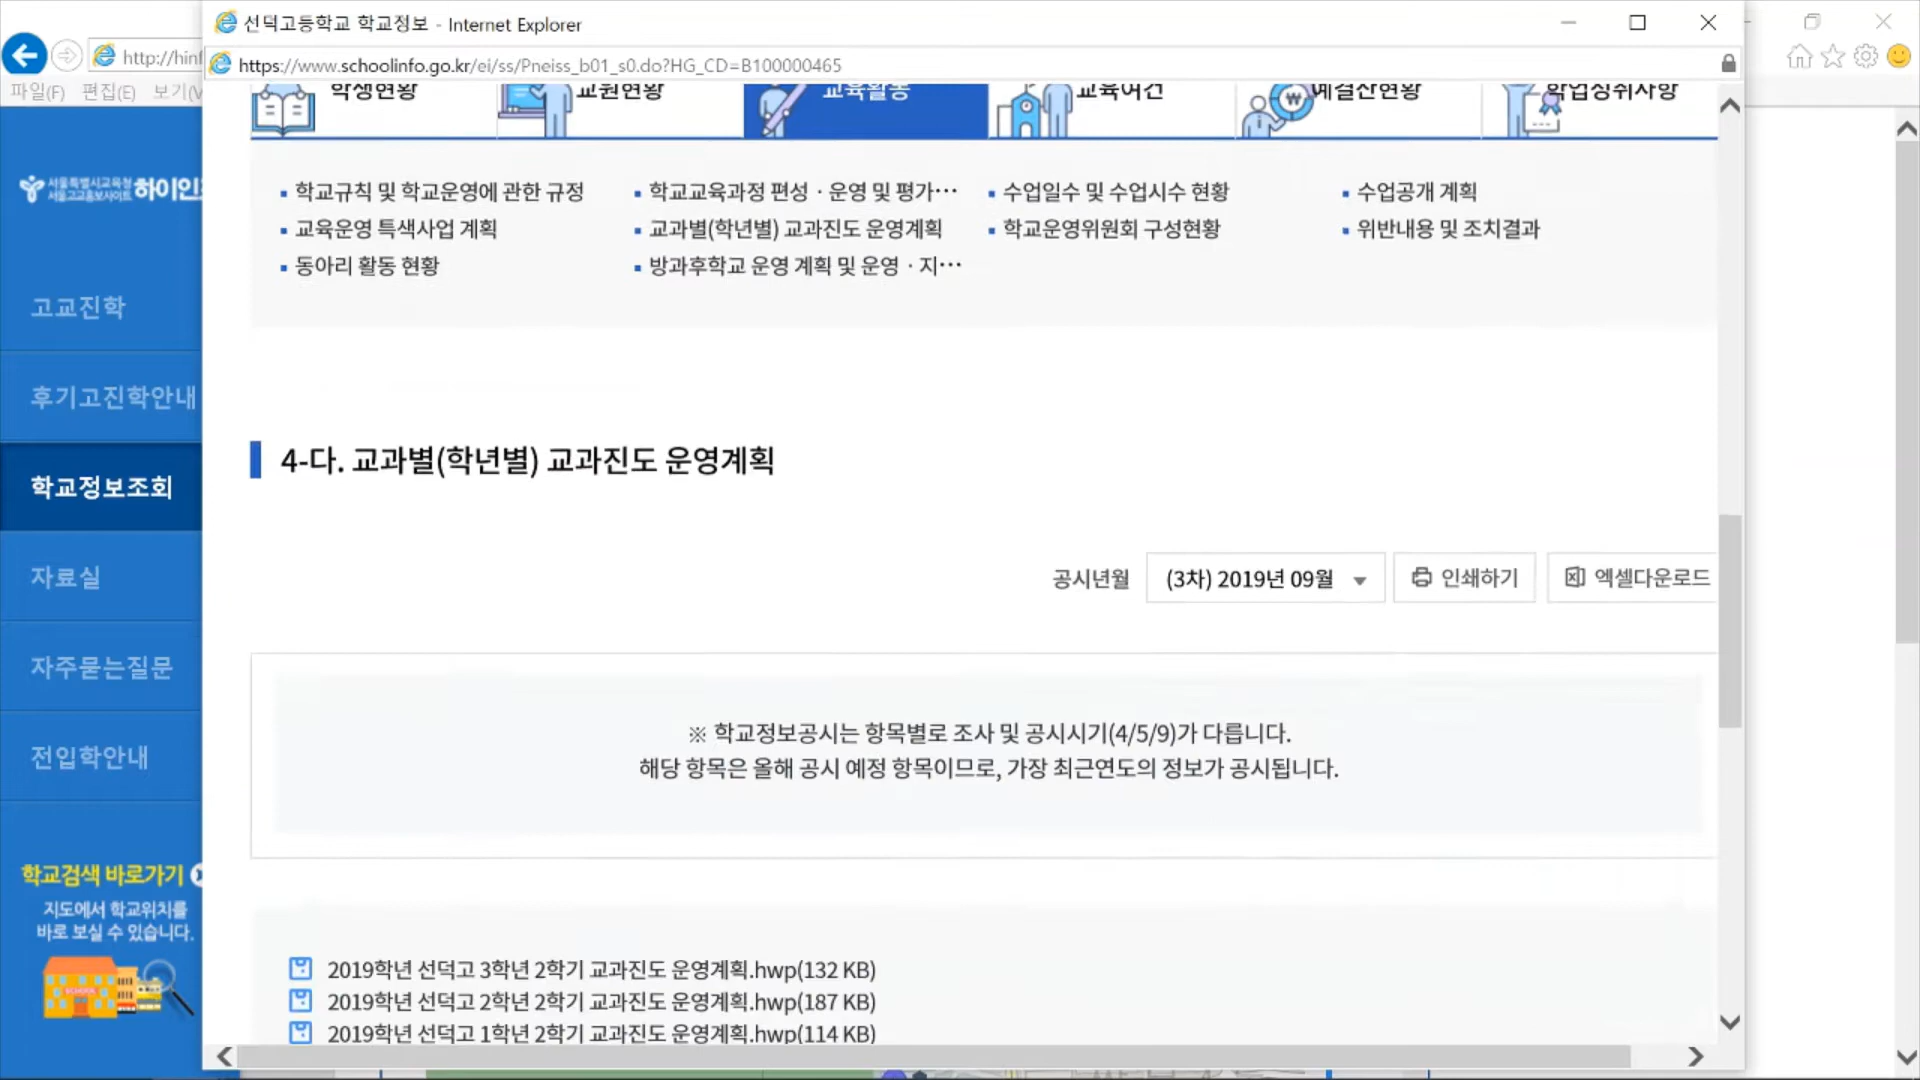 선덕고등학교 학교정보 - Internet Explorer
http://hinf
https://www.schoolinfo.go.kr/ei/ss/Pneiss_b01_s0.do?HG_CD=B100000465
파일(F) 편집(E) 보기(V
학생현황 교원현황 교육활동 교육여건 예결산현황 학업성취사항
서울특별시교육청
서울고교홍보사이트 하이인
학교규칙 및 학교운영에 관한 규정 학교교육과정 편성 · 운영 및 평가··· 수업일수 및 수업시수 현황 수업공개 계획
교육운영 특색사업 계획 교과별(학년별) 교과진도 운영계획 학교운영위원회 구성현황 위반내용 및 조치결과
동아리 활동 현황 방과후학교 운영 계획 및 운영 · 지···
고교진학
후기고진학안내
학교정보조회
자료실
자주묻는질문
전입학안내
학교검색 바로가기
지도에서 학교위치를
바로 보실 수 있습니다.
SCHOOL
4-다. 교과별(학년별) 교과진도 운영계획
공시년월 (3차) 2019년 09월 인쇄하기 엑셀다운로드
※ 학교정보공시는 항목별로 조사 및 공시시기(4/5/9)가 다릅니다.
해당 항목은 올해 공시 예정 항목이므로, 가장 최근연도의 정보가 공시됩니다.
2019학년 선덕고 3학년 2학기 교과진도 운영계획.hwp(132 KB)
2019학년 선덕고 2학년 2학기 교과진도 운영계획.hwp(187 KB)
2019학년 선덕고 1학년 2학기 교과진도 운영계획.hwp(114 KB)